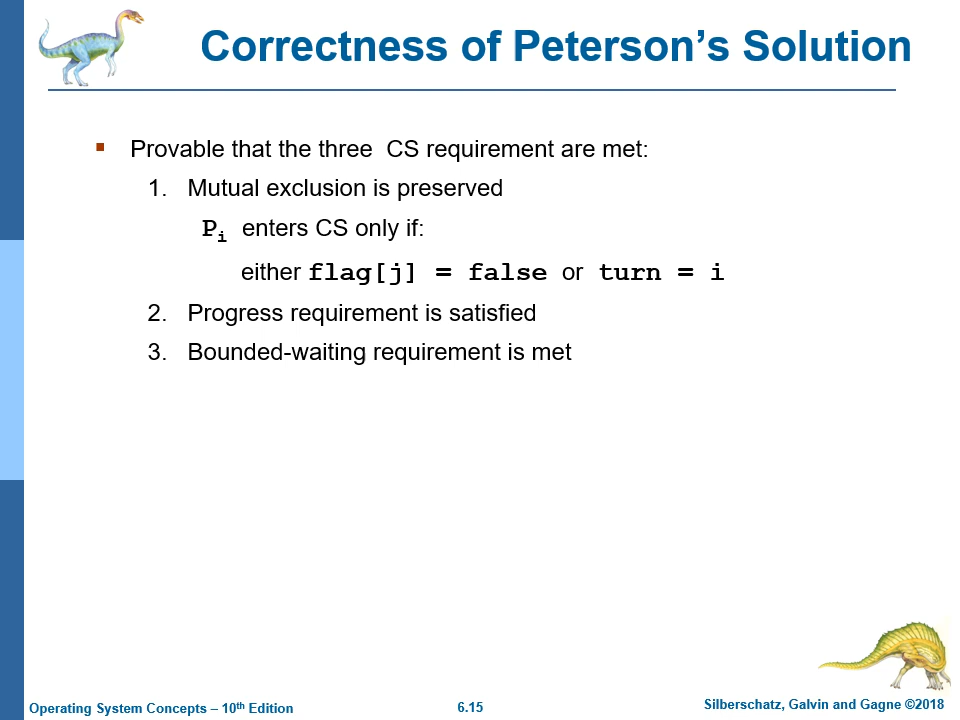 Correctness of Peterson’s Solution
▪ Provable that the three  CS requirement are met:
1. Mutual exclusion is preserved
Pi enters CS only if:
either flag[j] = false or turn = i
2. Progress requirement is satisfied
3. Bounded-waiting requirement is met
Operating System Concepts – 10th Edition
6.15
Silberschatz, Galvin and Gagne ©2018